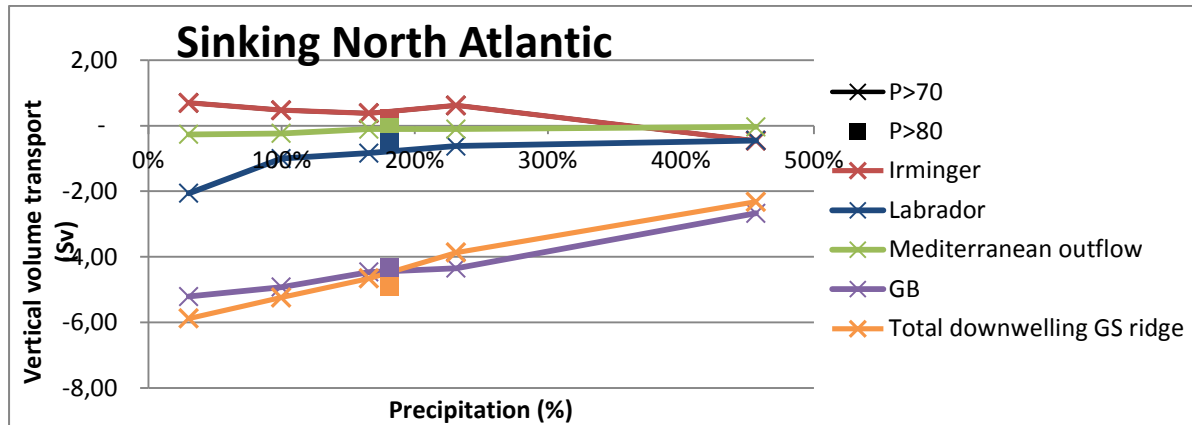 Sinking North Atlantic
2,00
-
-2,00
-4,00
-6,00
-8,00
0% 100% 200% 300% 400% 500%
Vertical volume transport
(Sv)
Precipitation (%)
P>70
P>80
Irminger
Labrador
Mediterranean outflow
GB
Total downwelling GS ridge